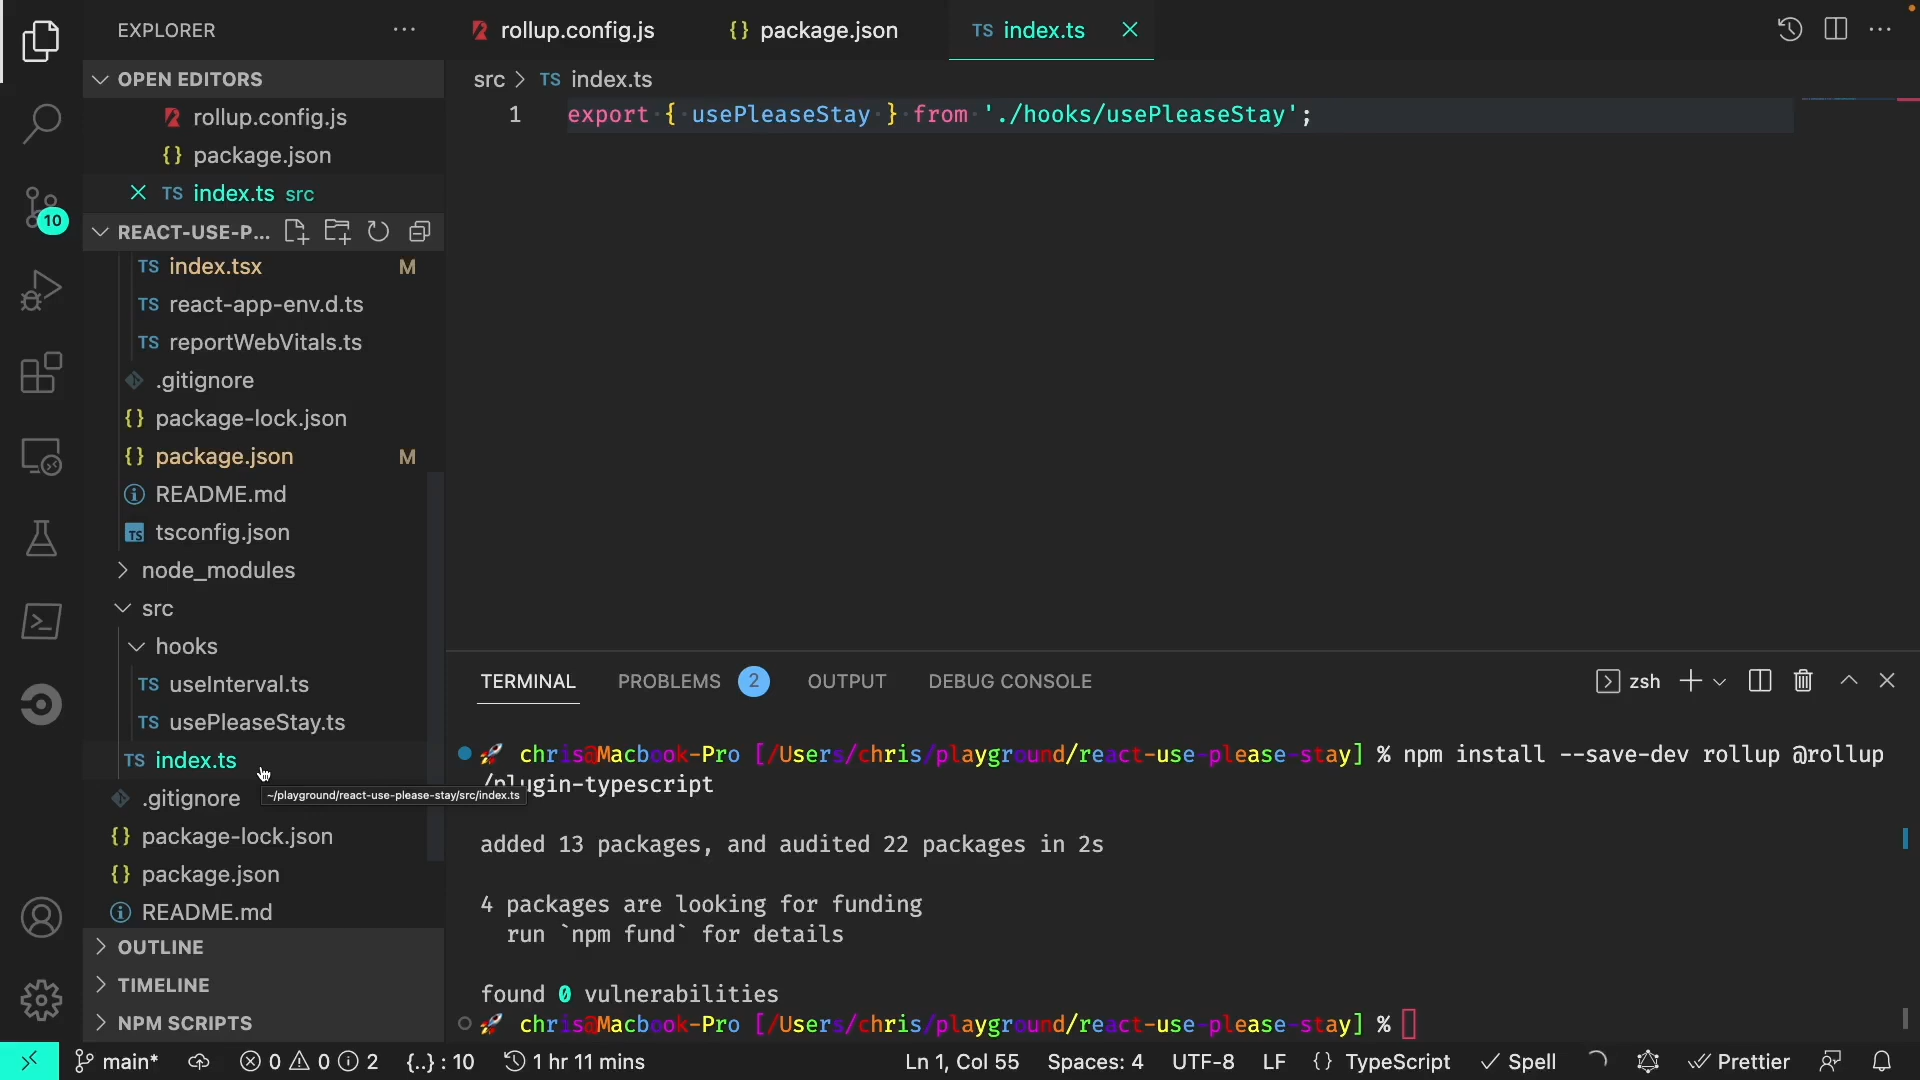 EXPLORER
rollup.config.js
{} package.json
TS index.ts
OPEN EDITORS
rollup.config.js
{} package.json
TS index.ts src
10
REACT-USE-P...
TS index.tsx M
TS react-app-env.d.ts
TS reportWebVitals.ts
.gitignore
{} package-lock.json
{} package.json M
README.md
TS tsconfig.json
node_modules
src
hooks
TS useInterval.ts
TS usePleaseStay.ts
TS index.ts
.gitignore
~/playground/react-use-please-stay/src/index.ts
{} package-lock.json
{} package.json
README.md
OUTLINE
TIMELINE
NPM SCRIPTS
src > TS index.ts
1 export { usePleaseStay } from './hooks/usePleaseStay';
TERMINAL PROBLEMS 2 OUTPUT DEBUG CONSOLE
zsh
chris@Macbook-Pro [/Users/chris/playground/react-use-please-stay] % npm install --save-dev rollup @rollup
/plugin-typescript
added 13 packages, and audited 22 packages in 2s
4 packages are looking for funding
run `npm fund` for details
found 0 vulnerabilities
chris@Macbook-Pro [/Users/chris/playground/react-use-please-stay] %
main* 0 0 2 {..} : 10 1 hr 11 mins Ln 1, Col 55 Spaces: 4 UTF-8 LF {} TypeScript Spell Prettier